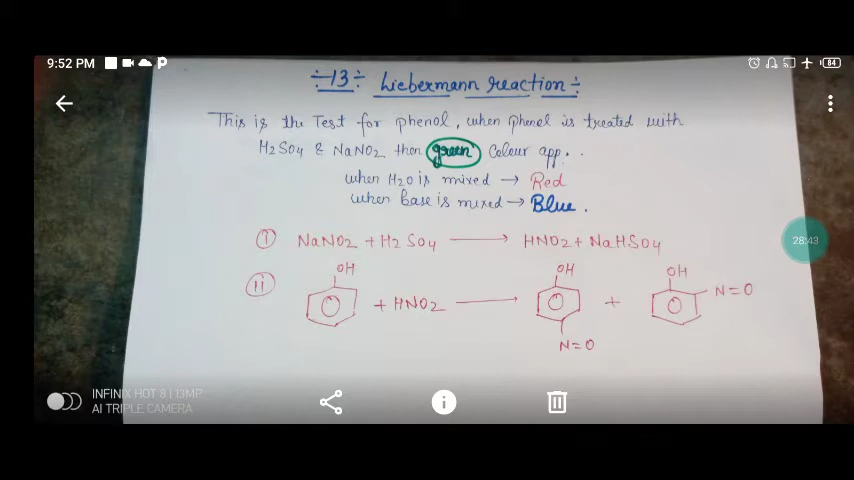 9:52 PM
84
÷13÷ Liebermann reaction ÷
This is the Test for phenol, when phenol is treated with
H2SO4 & NaNO2 then green colour app. .
when H2O is mixed → Red
when base is mixed → Blue.
28:43
(i) NaNO2 + H2SO4 → HNO2 + NaHSO4
OH OH OH
(ii) + HNO2 → + N=O
N=O
INFINIX HOT 8 | 13MP
AI TRIPLE CAMERA